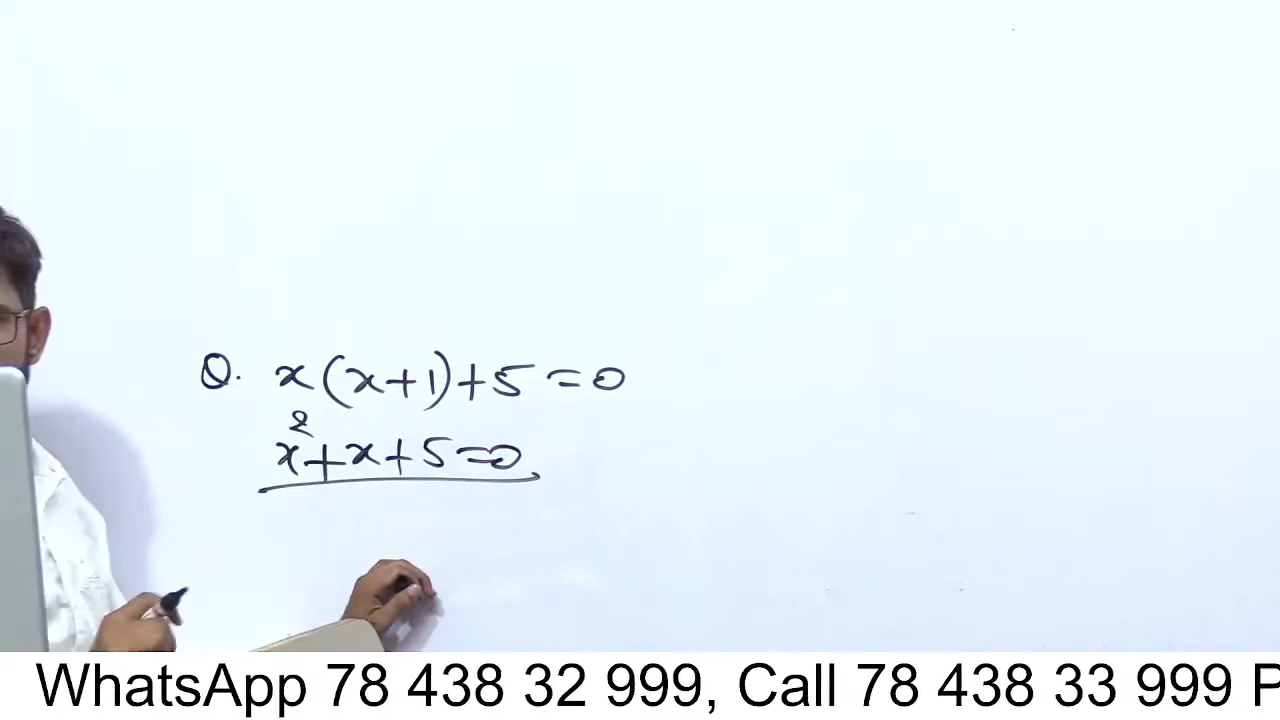 Q. x(x+1)+5=0
x²+x+5=0
WhatsApp 78 438 32 999, Call 78 438 33 999 P